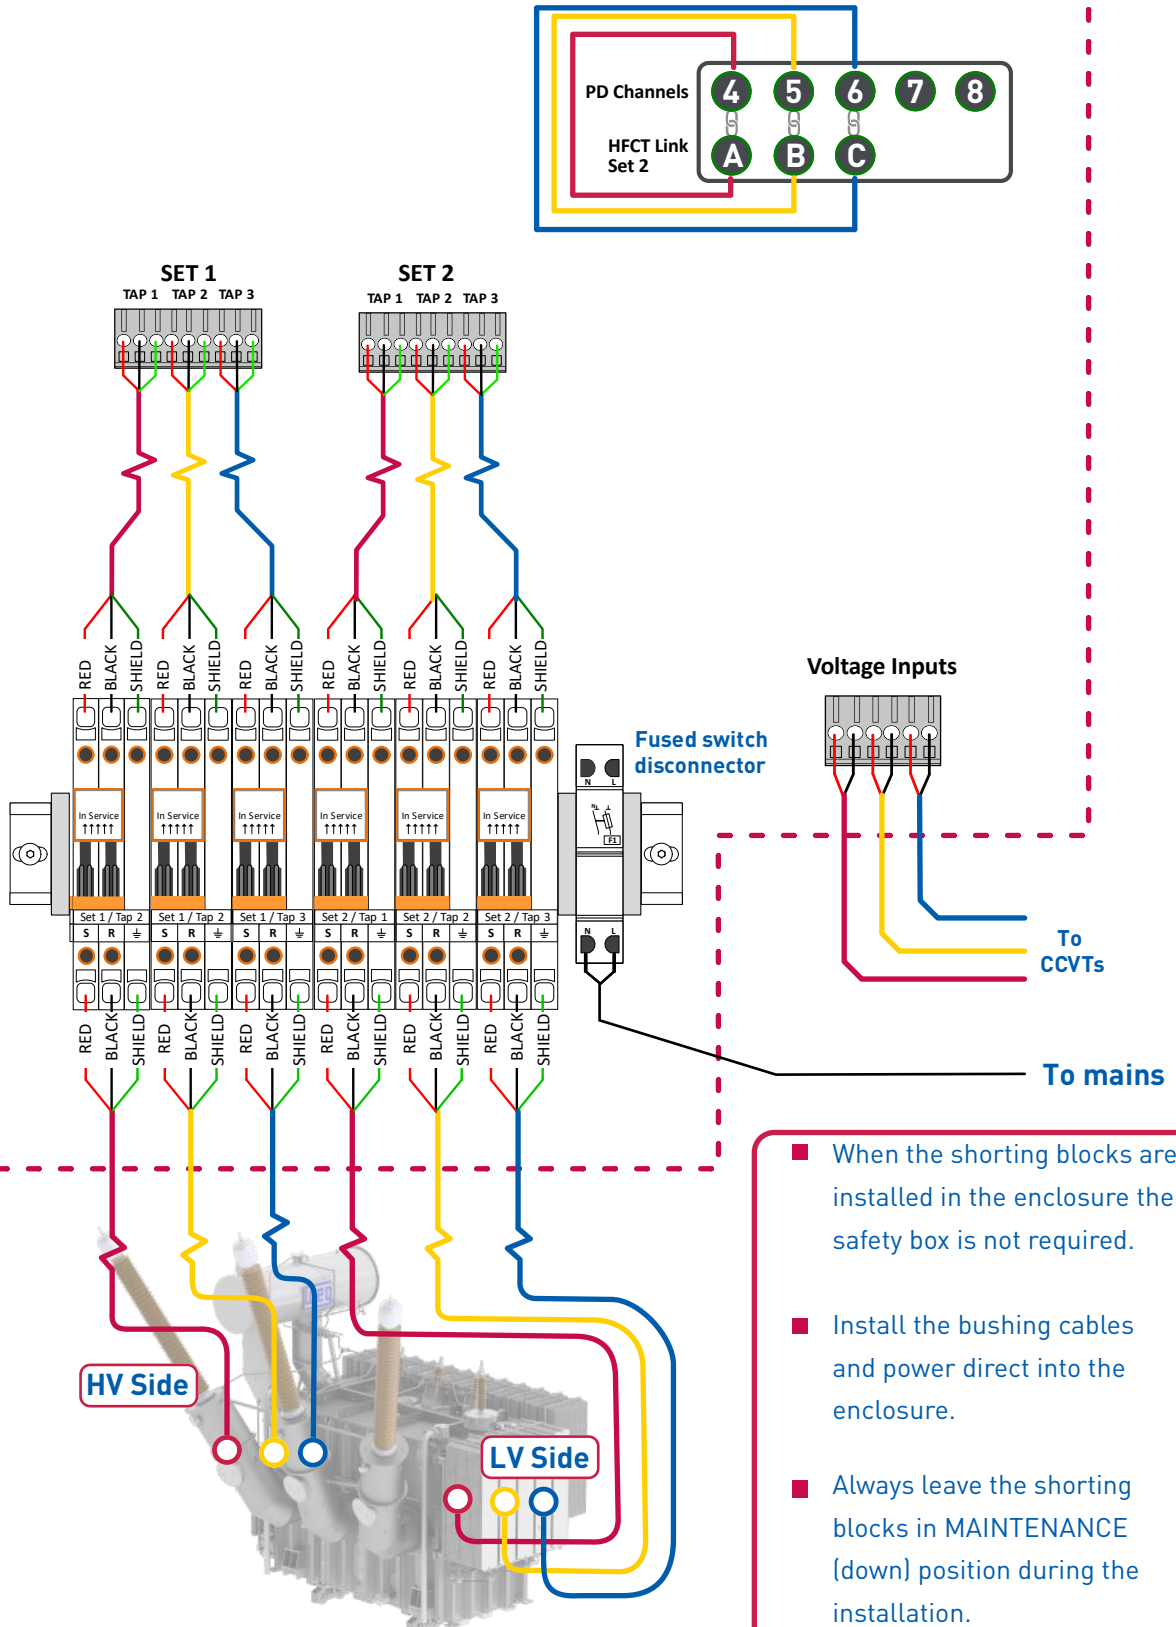 PD Channels
4 5 6 7 8
HFCT Link
Set 2
A B C
SET 1
TAP 1 TAP 2 TAP 3
SET 2
TAP 1 TAP 2 TAP 3
RED BLACK SHIELD RED BLACK SHIELD RED BLACK SHIELD RED BLACK SHIELD RED BLACK SHIELD RED BLACK SHIELD
Voltage Inputs
Fused switch
disconnector
N L
In Service In Service In Service In Service In Service In Service
↑↑↑↑↑ ↑↑↑↑↑ ↑↑↑↑↑ ↑↑↑↑↑ ↑↑↑↑↑ ↑↑↑↑↑
F1
Set 1 / Tap 2 Set 1 / Tap 2 Set 1 / Tap 3 Set 2 / Tap 1 Set 2 / Tap 2 Set 2 / Tap 3
S R S R S R S R S R S R
N L
To
CCVTs
RED BLACK SHIELD RED BLACK SHIELD RED BLACK SHIELD RED BLACK SHIELD RED BLACK SHIELD RED BLACK SHIELD
To mains
HV Side
LV Side
When the shorting blocks are
installed in the enclosure the
safety box is not required.
Install the bushing cables
and power direct into the
enclosure.
Always leave the shorting
blocks in MAINTENANCE
(down) position during the
installation.